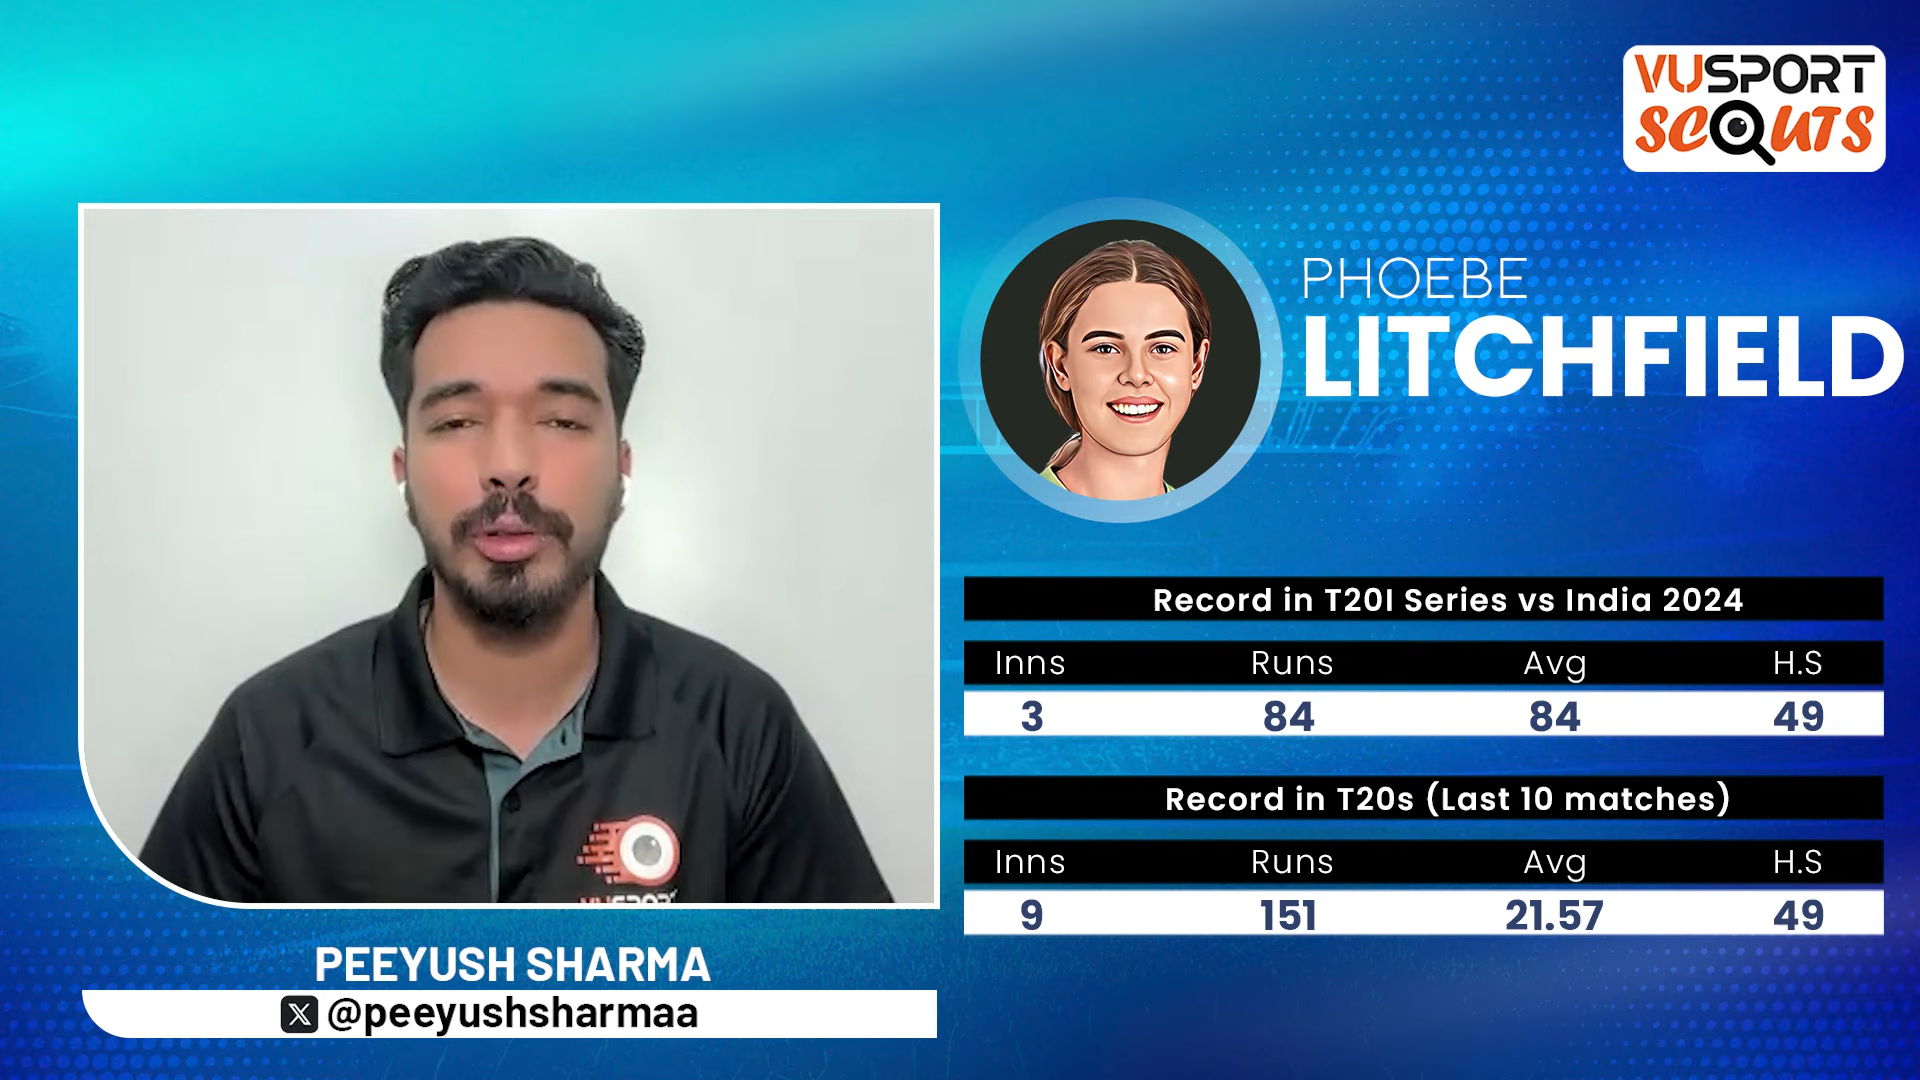 VUSPORT
SCOUTS
PHOEBE
LITCHFIELD
Record in T20I Series vs India 2024
Inns Runs Avg H.S
3 84 84 49
Record in T20s (Last 10 matches)
Inns Runs Avg H.S
9 151 21.57 49
VUSPORT
PEEYUSH SHARMA
X @peeyushsharmaa